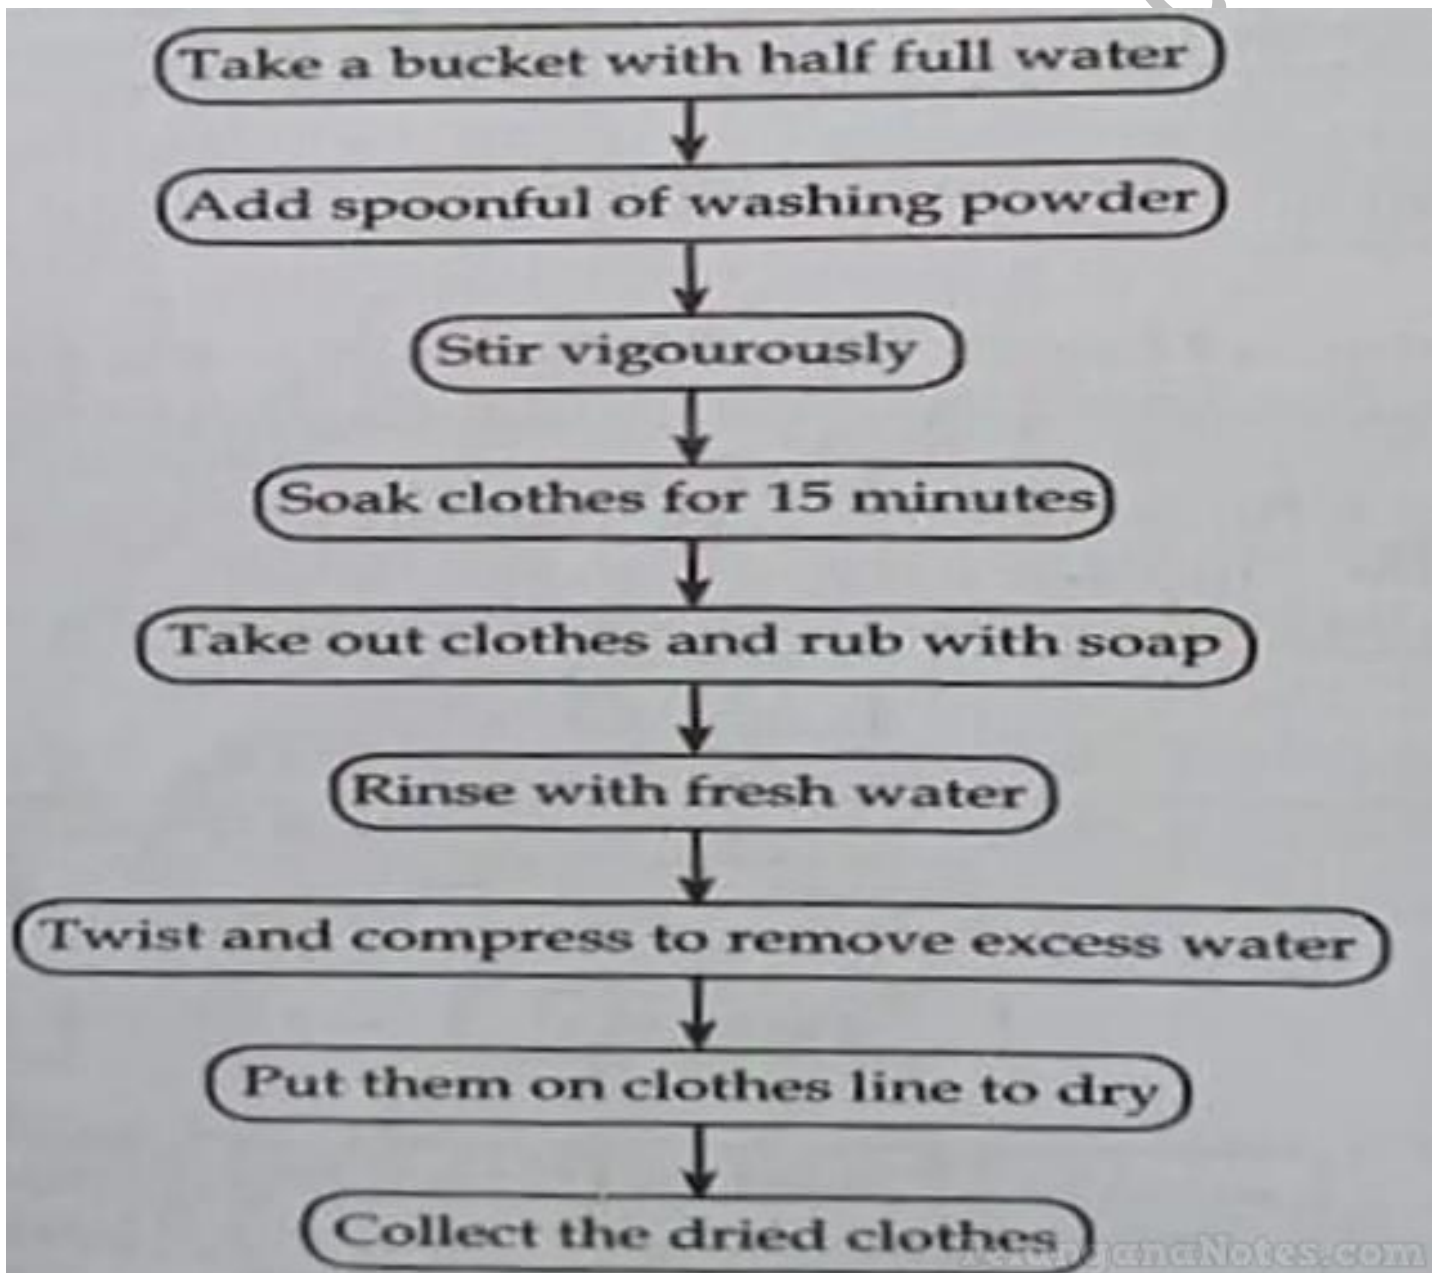 Take a bucket with half full water
Add spoonful of washing powder
Stir vigourously
Soak clothes for 15 minutes
Take out clothes and rub with soap
Rinse with fresh water
Twist and compress to remove excess water
Put them on clothes line to dry
Collect the dried clothes
TelanganaNotes.com